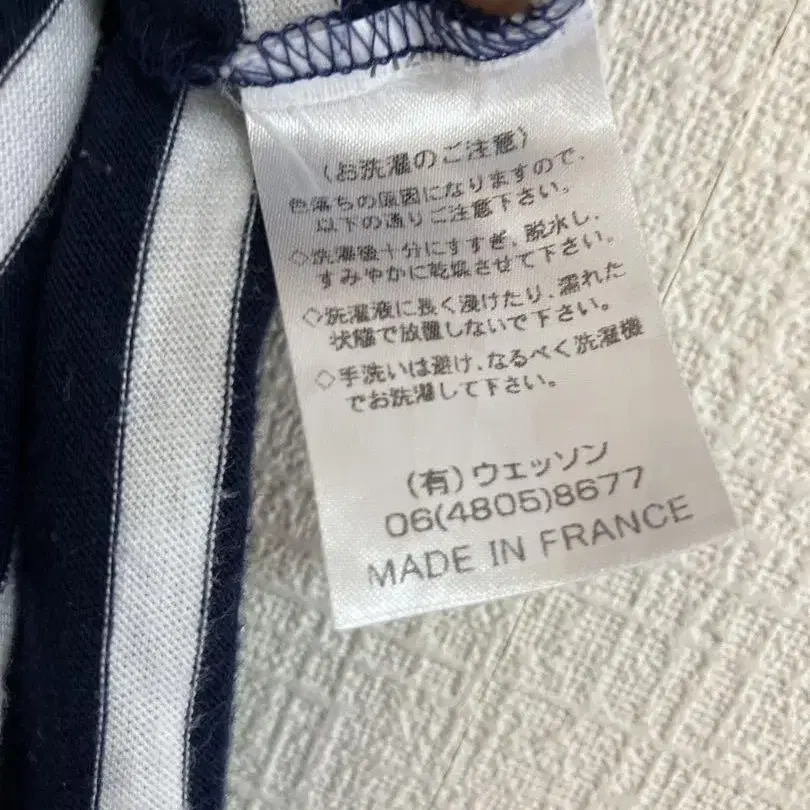 (お洗濯のご注意)
色落ちの原因になりますので、
以下の通りご注意下さい。
◇洗濯後十分にすすぎ、脱水し、
すみやかに乾燥させて下さい。
◇洗濯液に長く浸けたり、濡れた
状態で放置しないで下さい。
◇手洗いは避け、なるべく洗濯機
でお洗濯して下さい。
(有)ウェッソン
06(4805)8677
MADE IN FRANCE